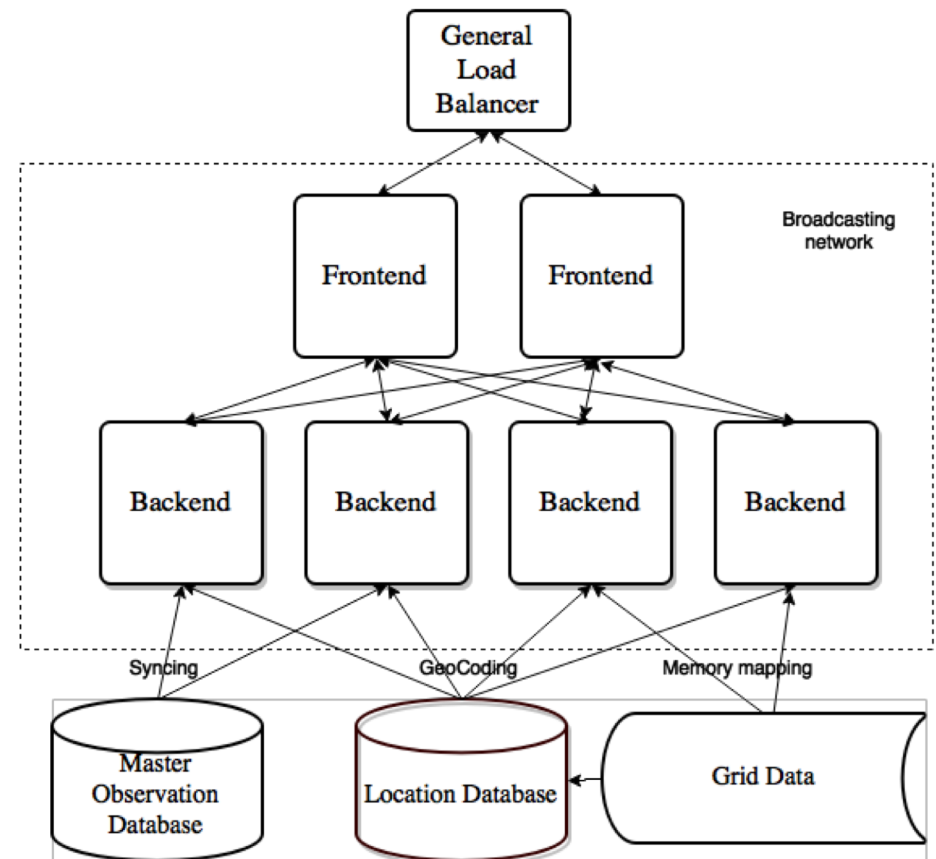 General
Load
Balancer
Broadcasting
network
Frontend
Frontend
Backend
Backend
Backend
Backend
Syncing
GeoCoding
Memory mapping
Master
Observation
Database
Location Database
Grid Data